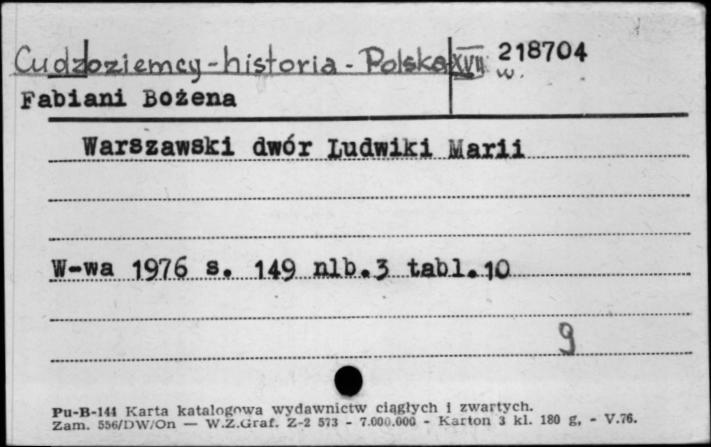 Cudzoziemcy-historia-Polska XVII w. 218704
Fabiani Bożena
Warszawski dwór Ludwiki Marii
W-wa 1976 s. 149 nlb.3 tabl.10
9
Pu-B-144 Karta katalogowa wydawnictw ciągłych i zwartych.
Zam. 556/DW/On — W.Z.Graf. Z-2 573 - 7.000.000 - Karton 3 kl. 180 g, - V.76.